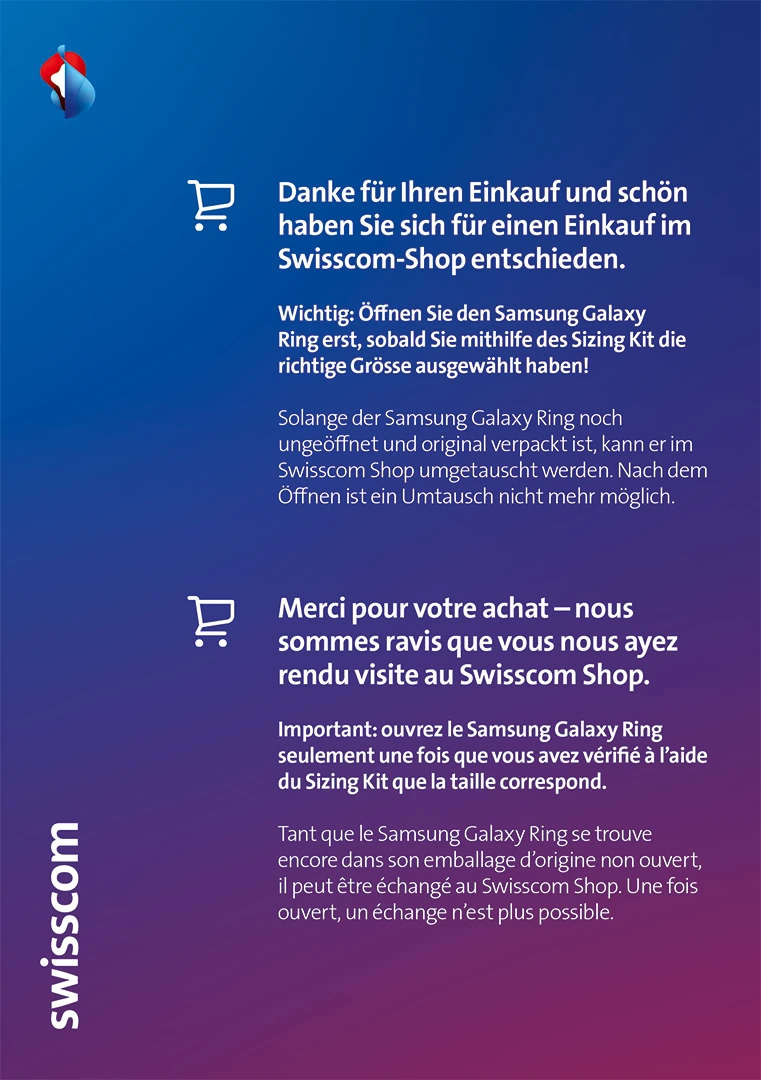 Danke für Ihren Einkauf und schön
haben Sie sich für einen Einkauf im
Swisscom-Shop entschieden.
Wichtig: Öffnen Sie den Samsung Galaxy
Ring erst, sobald Sie mithilfe des Sizing Kit die
richtige Grösse ausgewählt haben!
Solange der Samsung Galaxy Ring noch
ungeöffnet und original verpackt ist, kann er im
Swisscom Shop umgetauscht werden. Nach dem
Öffnen ist ein Umtausch nicht mehr möglich.
Merci pour votre achat – nous
sommes ravis que vous nous ayez
rendu visite au Swisscom Shop.
Important: ouvrez le Samsung Galaxy Ring
seulement une fois que vous avez vérifié à l’aide
du Sizing Kit que la taille correspond.
Tant que le Samsung Galaxy Ring se trouve
encore dans son emballage d’origine non ouvert,
il peut être échangé au Swisscom Shop. Une fois
ouvert, un échange n’est plus possible.
swisscom